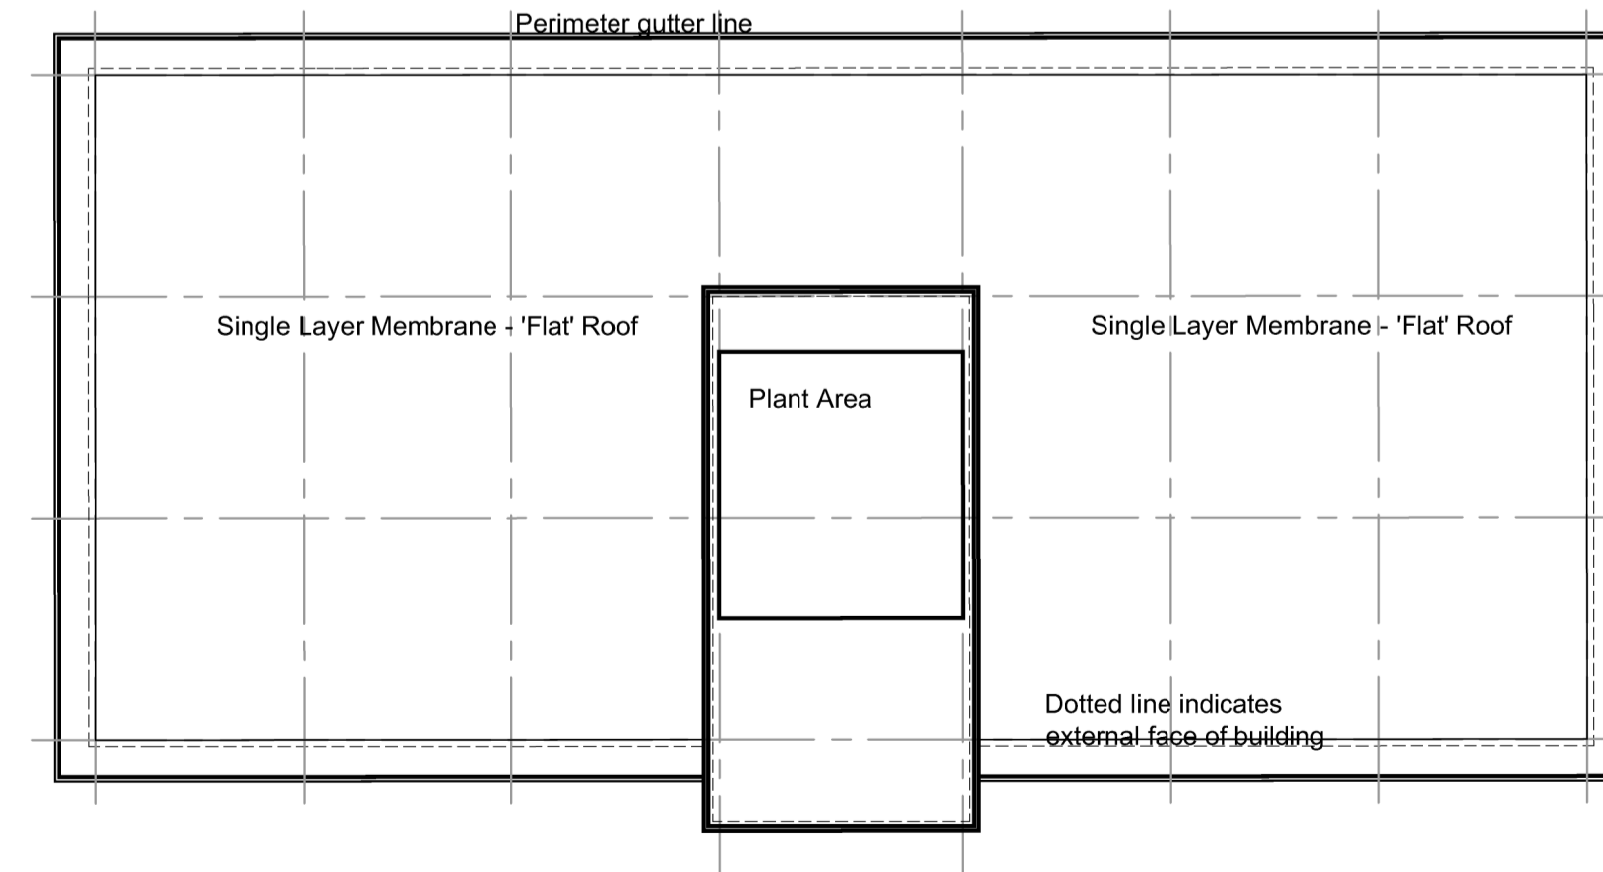 Perimeter gutter line
Single Layer Membrane - 'Flat' Roof
Single Layer Membrane - 'Flat' Roof
Plant Area
Dotted line indicates
external face of building